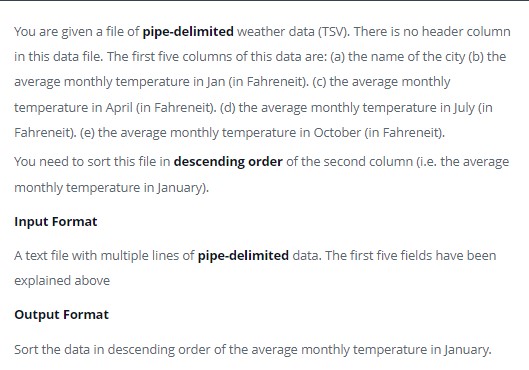 You are given a file of pipe-delimited weather data (TSV). There is no header column
in this data file. The first five columns of this data are: (a) the name of the city (b) the
average monthly temperature in Jan (in Fahreneit). (c) the average monthly
temperature in April (in Fahreneit). (d) the average monthly temperature in July (in
Fahreneit). (e) the average monthly temperature in October (in Fahreneit).
You need to sort this file in descending order of the second column (i.e. the average
monthly temperature in January).
Input Format
A text file with multiple lines of pipe-delimited data. The first five fields have been
explained above
Output Format
Sort the data in descending order of the average monthly temperature in January.